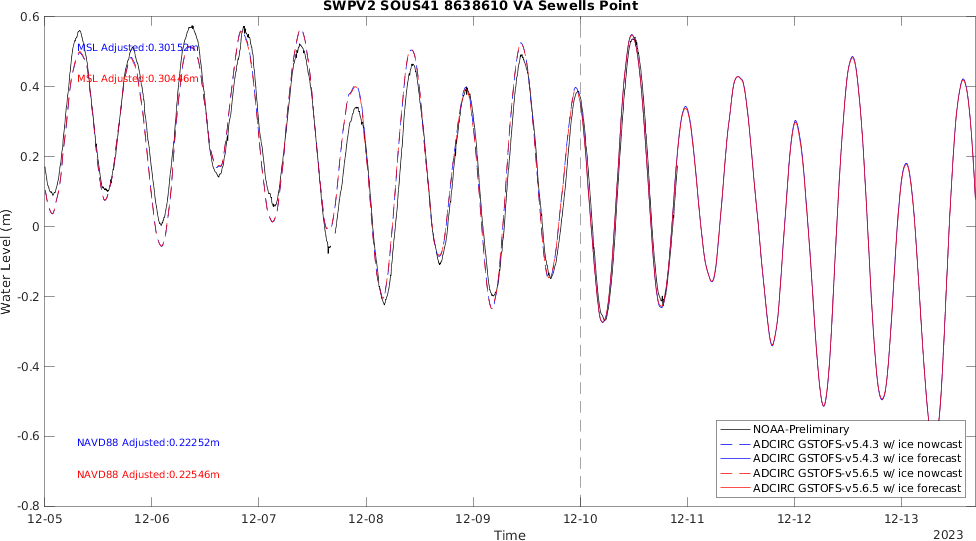 SWPV2 SOUS41 8638610 VA Sewells Point
Water Level (m)
0.6
0.4
0.2
0
-0.2
-0.4
-0.6
-0.8
MSL Adjusted:0.30152m
MSL Adjusted:0.30446m
NAVD88 Adjusted:0.22252m
NAVD88 Adjusted:0.22546m
NOAA-Preliminary
ADCIRC GSTOFS-v5.4.3 w/ ice nowcast
ADCIRC GSTOFS-v5.4.3 w/ ice forecast
ADCIRC GSTOFS-v5.6.5 w/ ice nowcast
ADCIRC GSTOFS-v5.6.5 w/ ice forecast
12-05 12-06 12-07 12-08 12-09 12-10 12-11 12-12 12-13
Time
2023